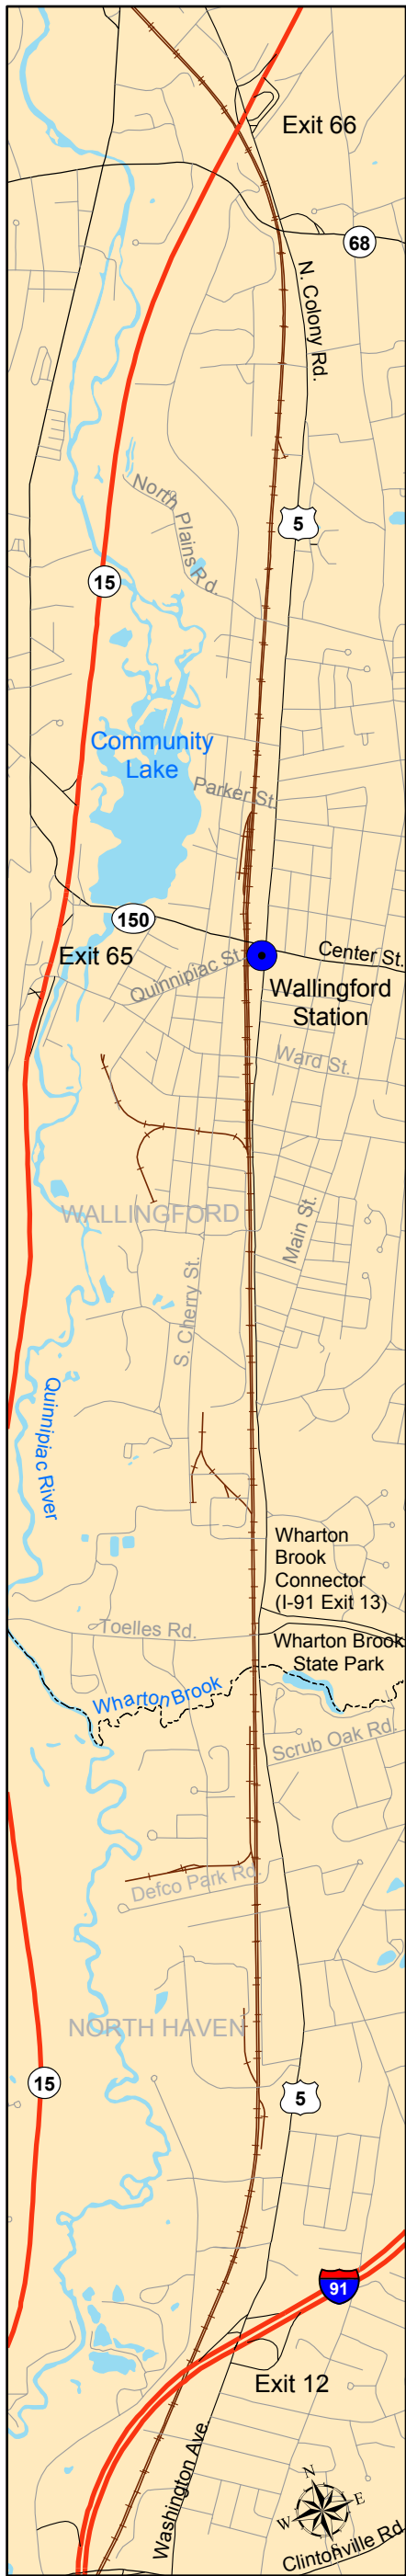 Exit 66
68
N. Colony Rd.
5
North Plains Rd.
15
Community
Lake
Parker St.
150
Exit 65
Center St.
Quinnipiac St.
Wallingford
Station
Ward St.
WALLINGFORD
Main St.
S. Cherry St.
Quinnipiac River
Wharton
Brook
Connector
(I-91 Exit 13)
Toelles Rd.
Wharton Brook
State Park
Wharton Brook
Scrub Oak Rd.
Defco Park Rd.
NORTH HAVEN
15
5
91
Exit 12
Washington Ave.
N
W
E
S
Clintonville Rd